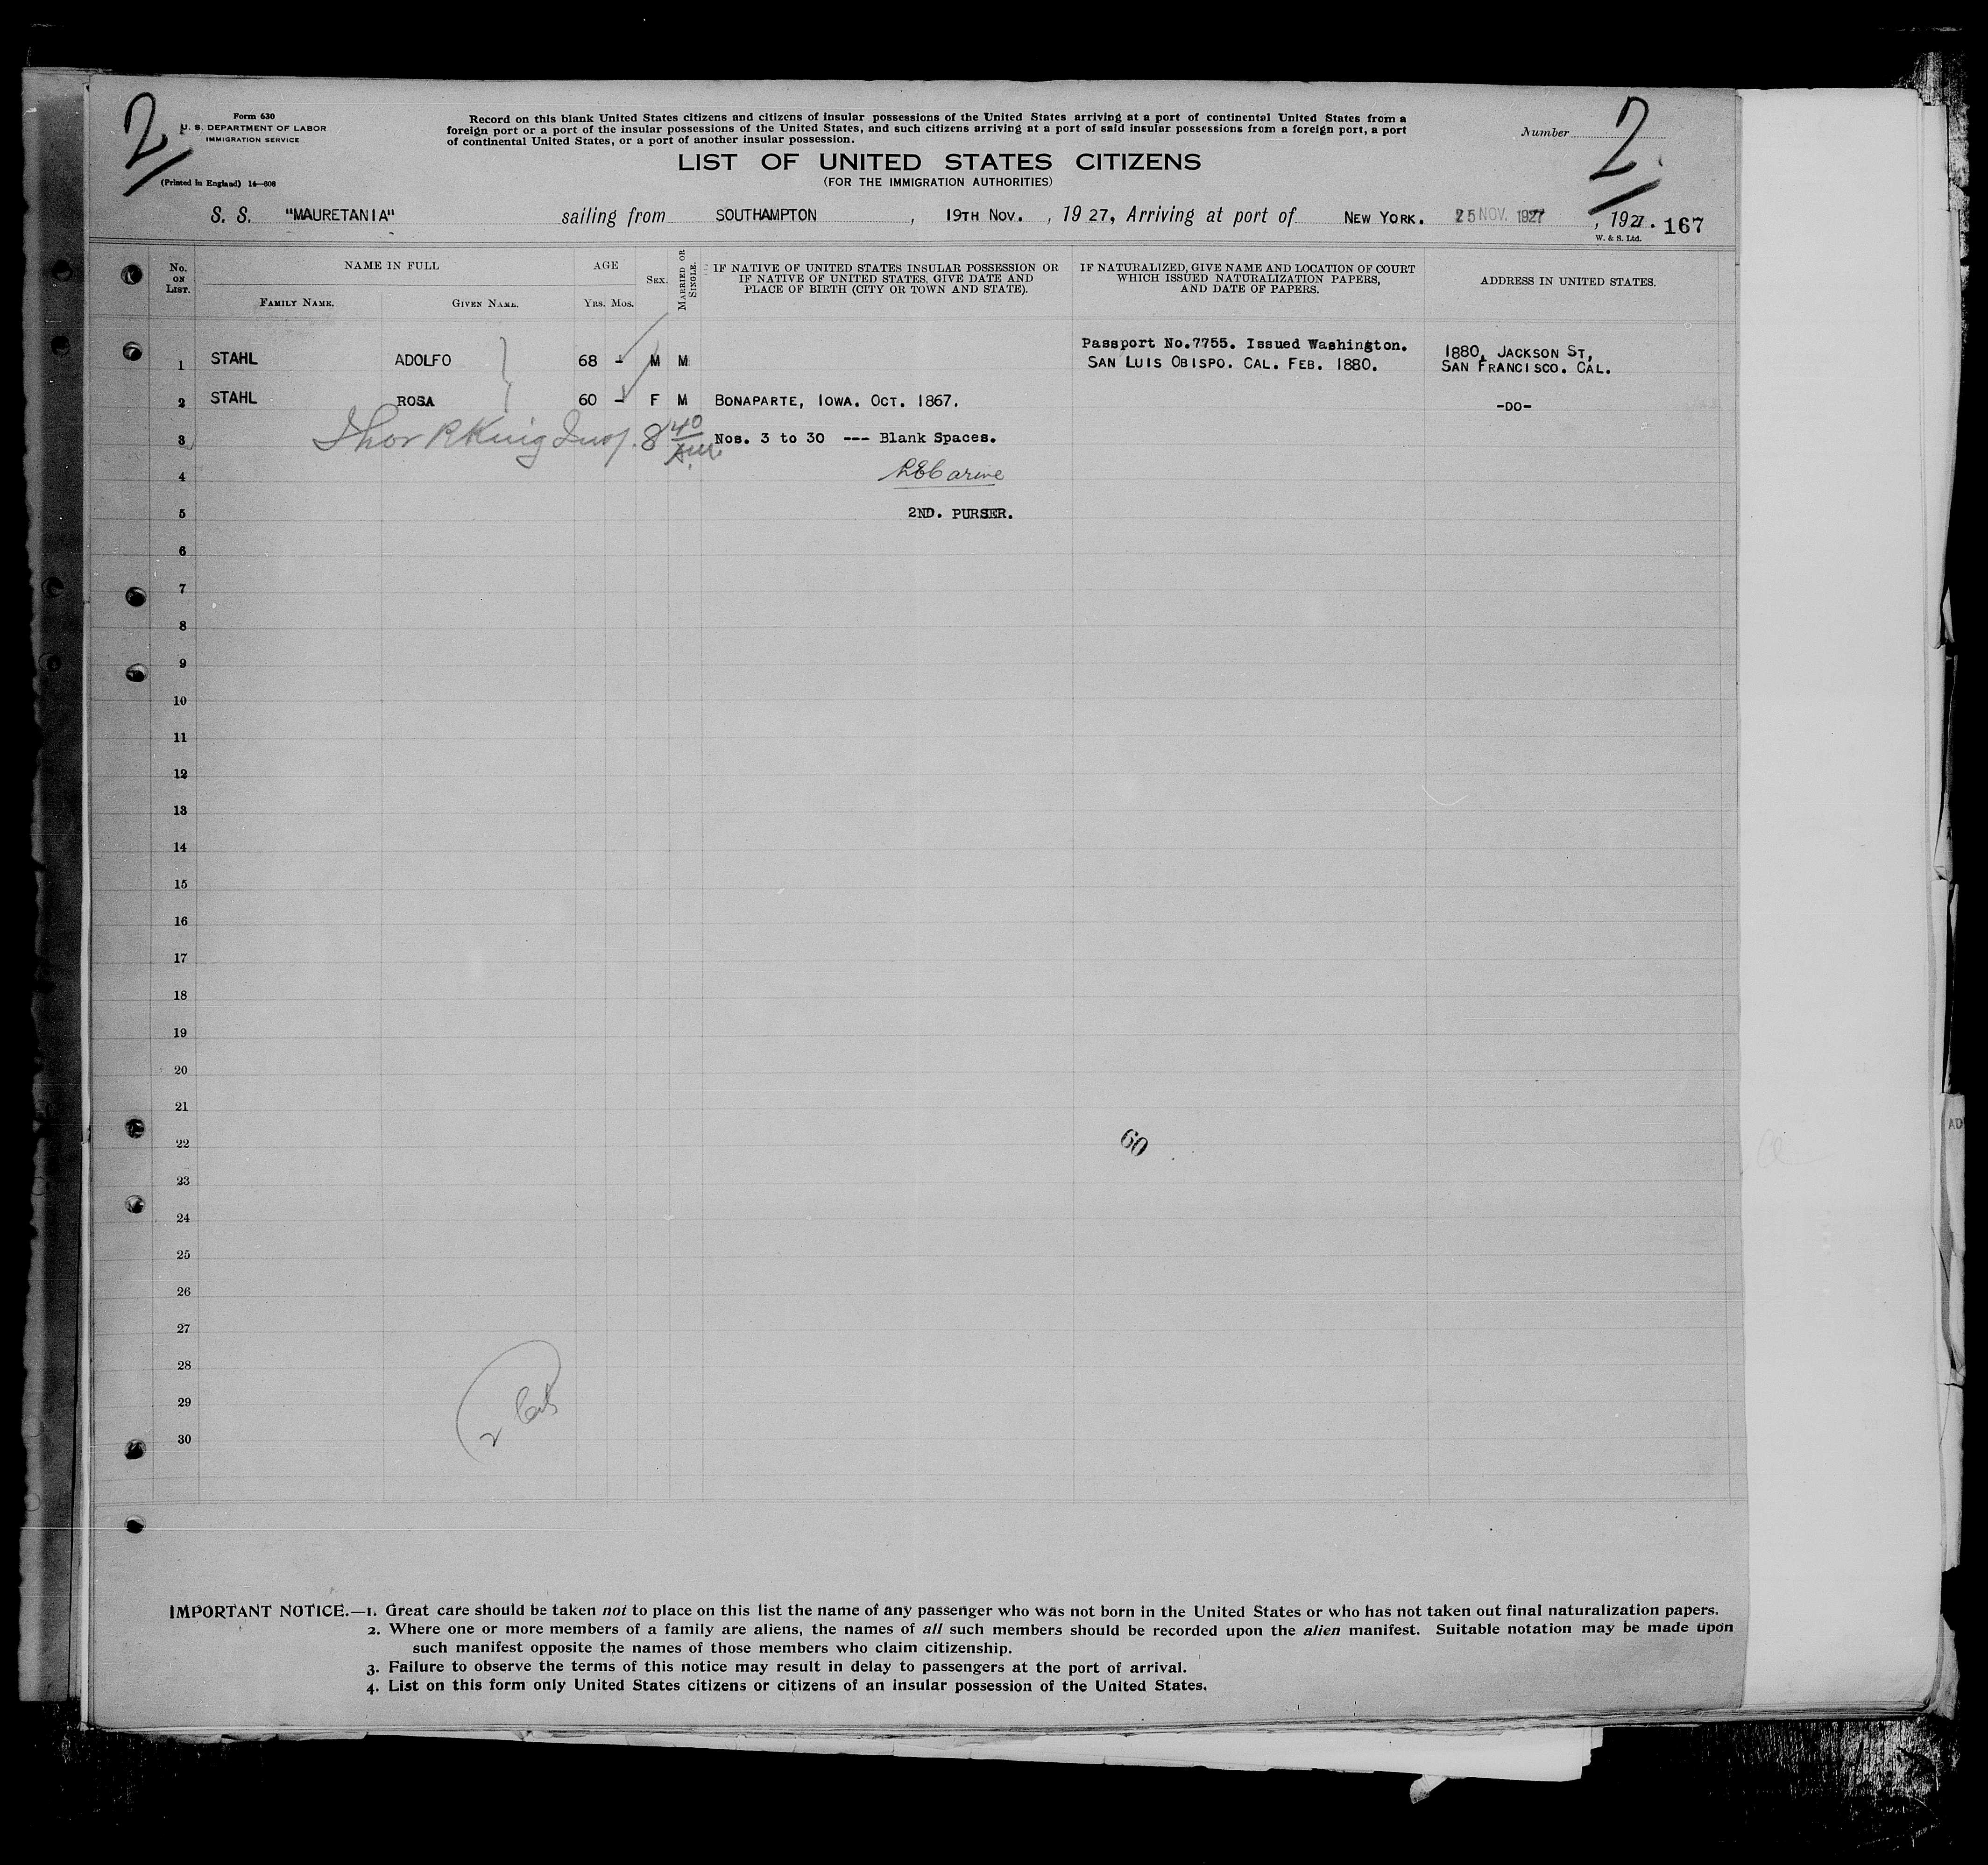 2
Form 630
U. S. DEPARTMENT OF LABOR
IMMIGRATION SERVICE
(Printed in England) 14—608
Record on this blank United States citizens and citizens of insular possessions of the United States arriving at a port of continental United States from a
foreign port or a port of the insular possessions of the United States, and such citizens arriving at a port of said insular possessions from a foreign port, a port
of continental United States, or a port of another insular possession.
Number 2
LIST OF UNITED STATES CITIZENS
(FOR THE IMMIGRATION AUTHORITIES)
S. S. "MAURETANIA" sailing from SOUTHAMPTON, 19TH NOV., 1927, Arriving at port of NEW YORK. 25 NOV. 1927, 1927. 167
W. & S. Ltd.
No. ON LIST.
NAME IN FULL
FAMILY NAME. GIVEN NAME.
AGE
YRS. MOS.
SEX.
MARRIED OR SINGLE.
IF NATIVE OF UNITED STATES INSULAR POSSESSION OR
IF NATIVE OF UNITED STATES, GIVE DATE AND
PLACE OF BIRTH (CITY OR TOWN AND STATE).
IF NATURALIZED, GIVE NAME AND LOCATION OF COURT
WHICH ISSUED NATURALIZATION PAPERS,
AND DATE OF PAPERS.
ADDRESS IN UNITED STATES.
Passport No.7755. Issued Washington.
1 STAHL ADOLFO 68 - M M SAN LUIS OBISPO. CAL. FEB. 1880. 1880, JACKSON ST, SAN FRANCISCO. CAL.
2 STAHL ROSA 60 - F M BONAPARTE, IOWA. OCT. 1867. -DO-
3 Thor R King Insp. 8 40 Nos. 3 to 30 --- Blank Spaces.
4
5 2ND. PURSER.
6
7
8
9
10
11
12
13
14
15
16
17
18
19
20
21
22
60
23
24
25
26
27
28
29
30
IMPORTANT NOTICE.—1. Great care should be taken not to place on this list the name of any passenger who was not born in the United States or who has not taken out final naturalization papers.
2. Where one or more members of a family are aliens, the names of all such members should be recorded upon the alien manifest. Suitable notation may be made upon
such manifest opposite the names of those members who claim citizenship.
3. Failure to observe the terms of this notice may result in delay to passengers at the port of arrival.
4. List on this form only United States citizens or citizens of an insular possession of the United States.